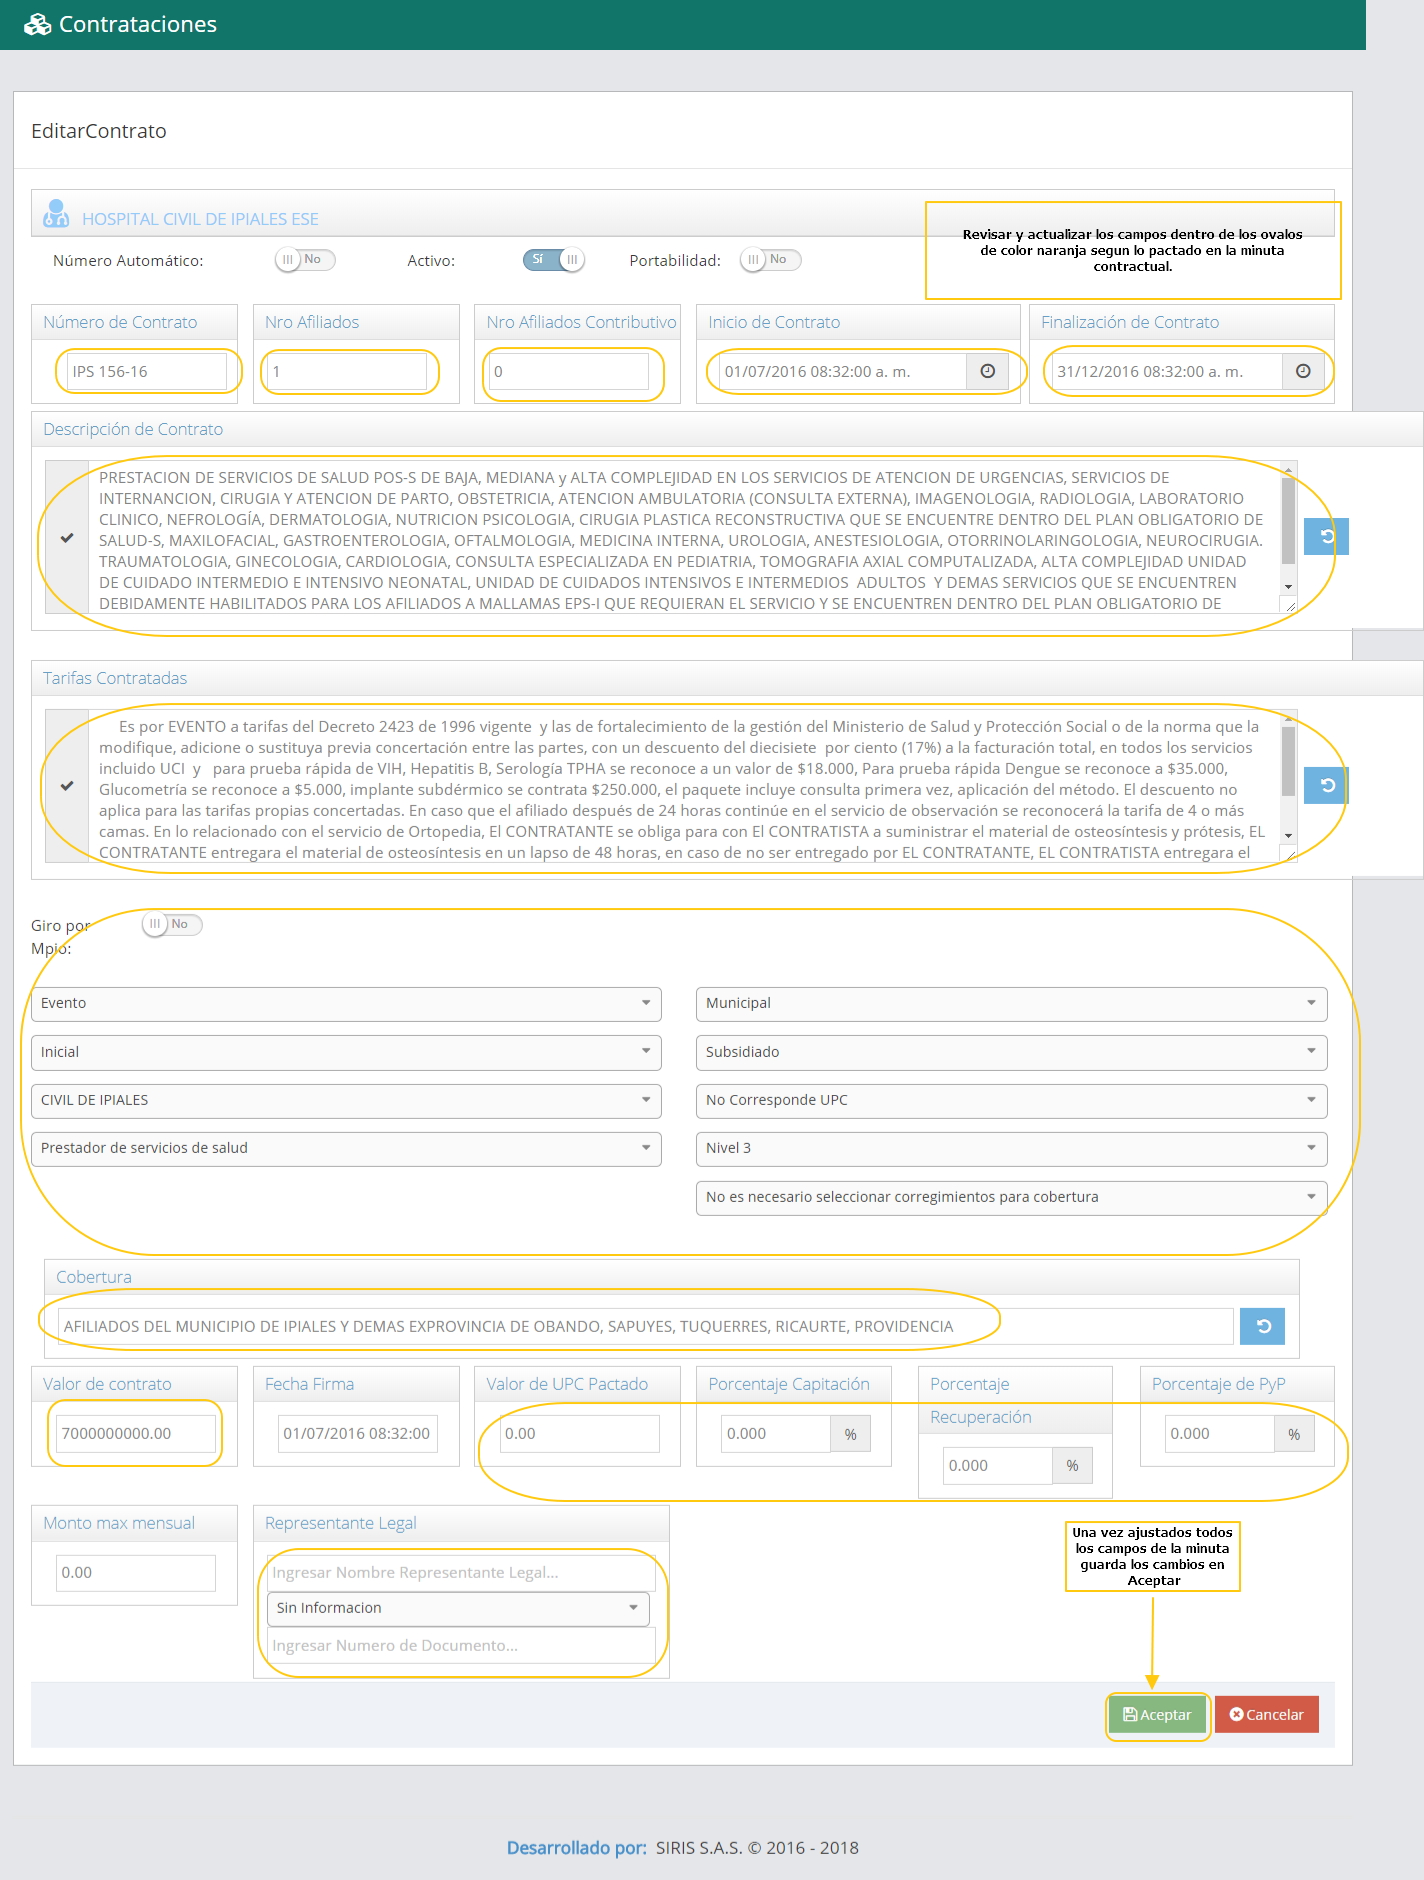 Contrataciones
EditarContrato
HOSPITAL CIVIL DE IPIALES ESE
Revisar y actualizar los campos dentro de los ovalos
de color naranja segun lo pactado en la minuta
contractual.
Número Automático: No Activo: Sí Portabilidad: No
Número de Contrato Nro Afiliados Nro Afiliados Contributivo Inicio de Contrato Finalización de Contrato
IPS 156-16 1 0 01/07/2016 08:32:00 a. m. 31/12/2016 08:32:00 a. m.
Descripción de Contrato
PRESTACION DE SERVICIOS DE SALUD POS-S DE BAJA, MEDIANA y ALTA COMPLEJIDAD EN LOS SERVICIOS DE ATENCION DE URGENCIAS, SERVICIOS DE
INTERNANCION, CIRUGIA Y ATENCION DE PARTO, OBSTETRICIA, ATENCION AMBULATORIA (CONSULTA EXTERNA), IMAGENOLOGIA, RADIOLOGIA, LABORATORIO
CLINICO, NEFROLOGÍA, DERMATOLOGIA, NUTRICION PSICOLOGIA, CIRUGIA PLASTICA RECONSTRUCTIVA QUE SE ENCUENTRE DENTRO DEL PLAN OBLIGATORIO DE
SALUD-S, MAXILOFACIAL, GASTROENTEROLOGIA, OFTALMOLOGIA, MEDICINA INTERNA, UROLOGIA, ANESTESIOLOGIA, OTORRINOLARINGOLOGIA, NEUROCIRUGIA.
TRAUMATOLOGIA, GINECOLOGIA, CARDIOLOGIA, CONSULTA ESPECIALIZADA EN PEDIATRIA, TOMOGRAFIA AXIAL COMPUTALIZADA, ALTA COMPLEJIDAD UNIDAD
DE CUIDADO INTERMEDIO E INTENSIVO NEONATAL, UNIDAD DE CUIDADOS INTENSIVOS E INTERMEDIOS ADULTOS Y DEMAS SERVICIOS QUE SE ENCUENTREN
DEBIDAMENTE HABILITADOS PARA LOS AFILIADOS A MALLAMAS EPS-I QUE REQUIERAN EL SERVICIO Y SE ENCUENTREN DENTRO DEL PLAN OBLIGATORIO DE
Tarifas Contratadas
Es por EVENTO a tarifas del Decreto 2423 de 1996 vigente y las de fortalecimiento de la gestión del Ministerio de Salud y Protección Social o de la norma que la
modifique, adicione o sustituya previa concertación entre las partes, con un descuento del diecisiete por ciento (17%) a la facturación total, en todos los servicios
incluido UCI y para prueba rápida de VIH, Hepatitis B, Serología TPHA se reconoce a un valor de $18.000, Para prueba rápida Dengue se reconoce a $35.000,
Glucometría se reconoce a $5.000, implante subdérmico se contrata $250.000, el paquete incluye consulta primera vez, aplicación del método. El descuento no
aplica para las tarifas propias concertadas. En caso que el afiliado después de 24 horas continúe en el servicio de observación se reconocerá la tarifa de 4 o más
camas. En lo relacionado con el servicio de Ortopedia, El CONTRATANTE se obliga para con El CONTRATISTA a suministrar el material de osteosíntesis y prótesis, EL
CONTRATANTE entregara el material de osteosíntesis en un lapso de 48 horas, en caso de no ser entregado por EL CONTRATANTE, EL CONTRATISTA entregara el
Giro por No
Mpio:
Evento Municipal
Inicial Subsidiado
CIVIL DE IPIALES No Corresponde UPC
Prestador de servicios de salud Nivel 3
No es necesario seleccionar corregimientos para cobertura
Cobertura
AFILIADOS DEL MUNICIPIO DE IPIALES Y DEMAS EXPROVINCIA DE OBANDO, SAPUYES, TUQUERRES, RICAURTE, PROVIDENCIA
Valor de contrato Fecha Firma Valor de UPC Pactado Porcentaje Capitación Porcentaje Porcentaje de PyP
Recuperación
7000000000.00 01/07/2016 08:32:00 0.00 0.000 % 0.000 %
0.000 %
Monto max mensual Representante Legal
0.00 Ingresar Nombre Representante Legal...
Sin Informacion
Ingresar Numero de Documento...
Una vez ajustados todos
los campos de la minuta
guarda los cambios en
Aceptar
Aceptar Cancelar
Desarrollado por: SIRIS S.A.S. © 2016 - 2018